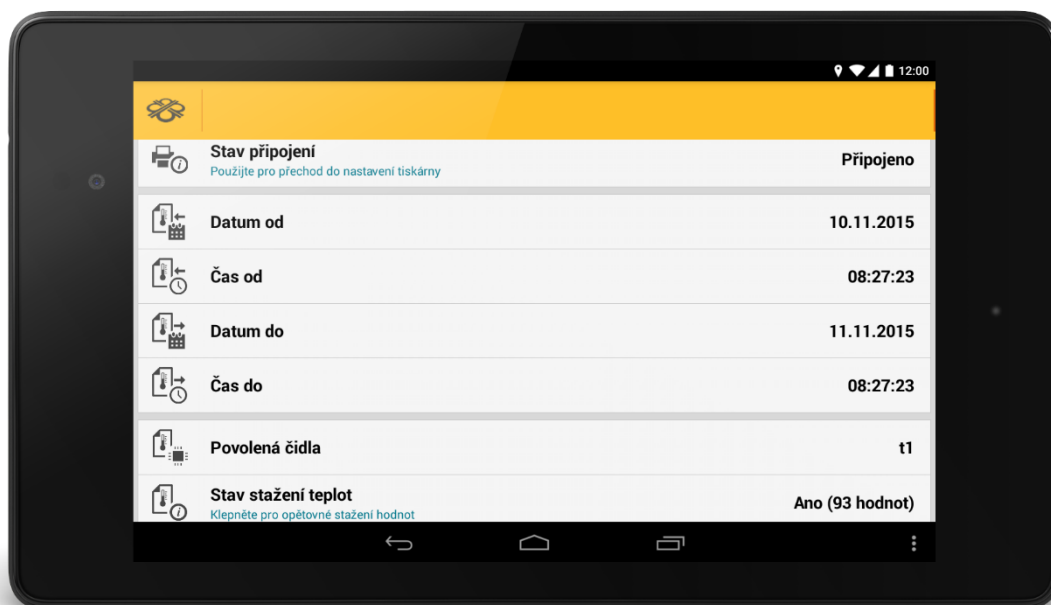 12:00
Stav připojení
Použijte pro přechod do nastavení tiskárny
Připojeno
Datum od
10.11.2015
Čas od
08:27:23
Datum do
11.11.2015
Čas do
08:27:23
Povolená čidla
t1
Stav stažení teplot
Klepněte pro opětovné stažení hodnot
Ano (93 hodnot)